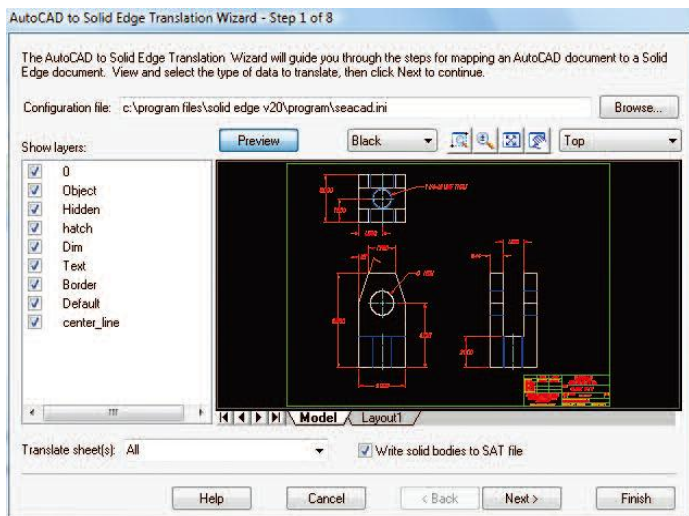 AutoCAD to Solid Edge Translation Wizard - Step 1 of 8
The AutoCAD to Solid Edge Translation Wizard will guide you through the steps for mapping an AutoCAD document to a Solid
Edge document. View and select the type of data to translate, then click Next to continue.
Configuration file: c:\program files\solid edge v20\program\seacad.ini Browse...
Show layers: Preview Black Top
0
Object
Hidden
hatch
Dim
Text
Border
Default
center_line
Model Layout1
Translate sheet(s): All Write solid bodies to SAT file
Help Cancel < Back Next > Finish